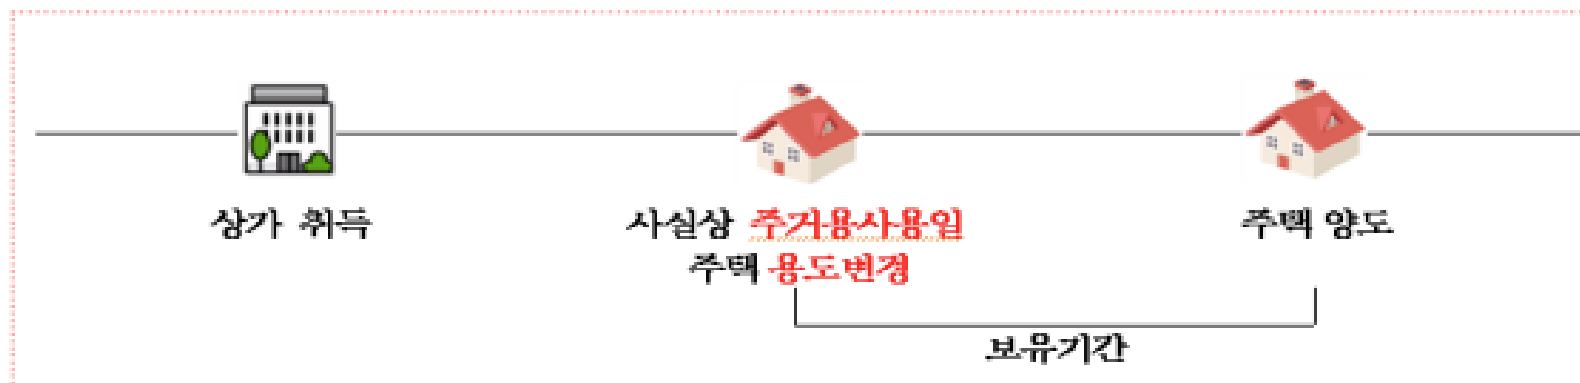 상가 취득
사실상 주거용사용일
주택 용도변경
주택 양도
보유기간